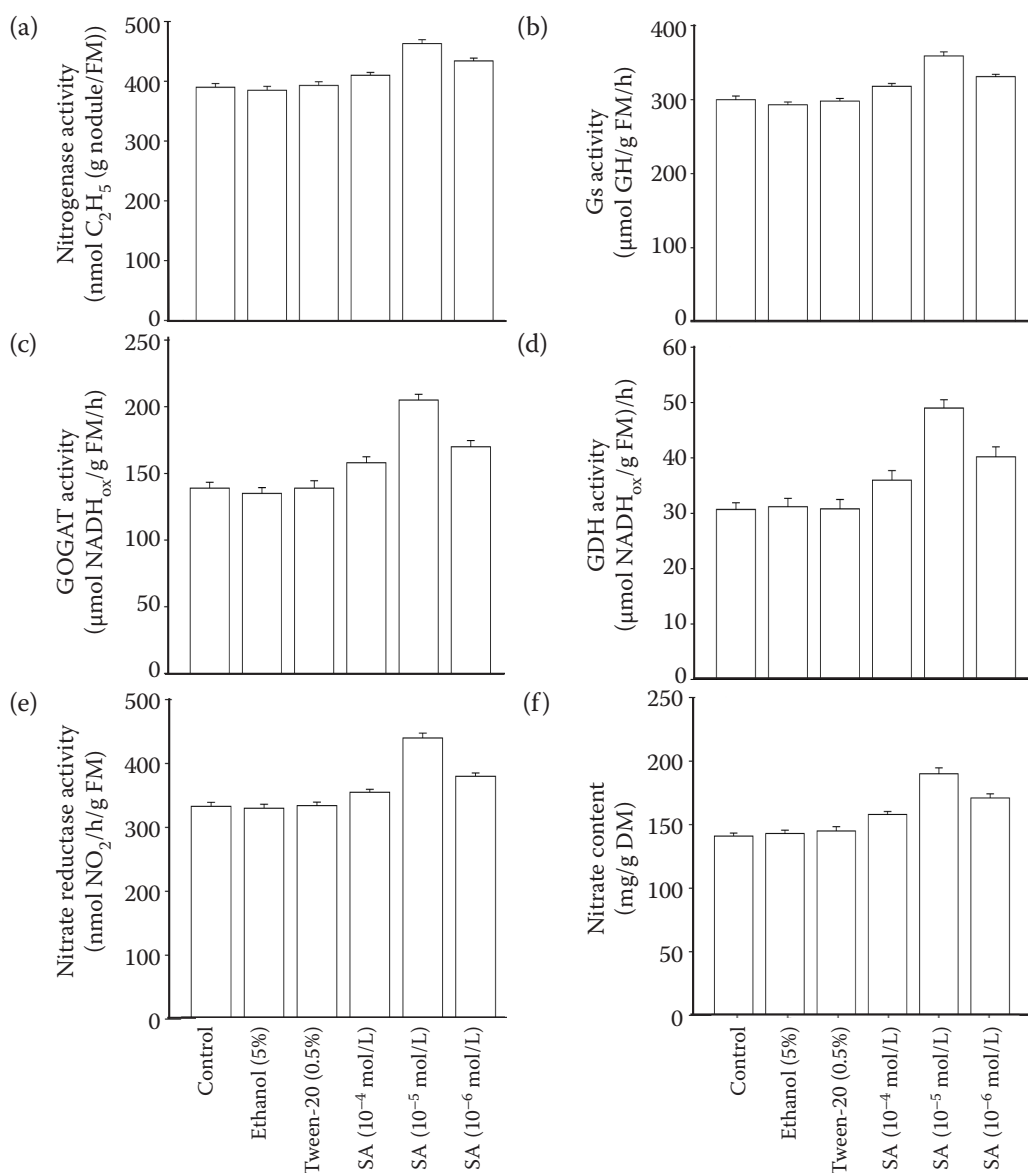 (a)
Nitrogenase activity
(nmol C₂H₅ (g nodule/FM))
500
400
300
200
100
0
(b)
Gs activity
(µmol GH/g FM/h)
400
300
200
100
0
(c)
GOGAT activity
(µmol NADHₒₓ/g FM/h)
250
200
150
100
50
0
(d)
GDH activity
(µmol NADHₒₓ/g FM)/h)
60
50
40
30
20
10
0
(e)
Nitrate reductase activity
(nmol NO₂/h/g FM)
500
400
300
200
100
0
Control
Ethanol (5%)
Tween-20 (0.5%)
SA (10⁻⁴ mol/L)
SA (10⁻⁵ mol/L)
SA (10⁻⁶ mol/L)
(f)
Nitrate content
(mg/g DM)
250
200
150
100
50
0
Control
Ethanol (5%)
Tween-20 (0.5%)
SA (10⁻⁴ mol/L)
SA (10⁻⁵ mol/L)
SA (10⁻⁶ mol/L)